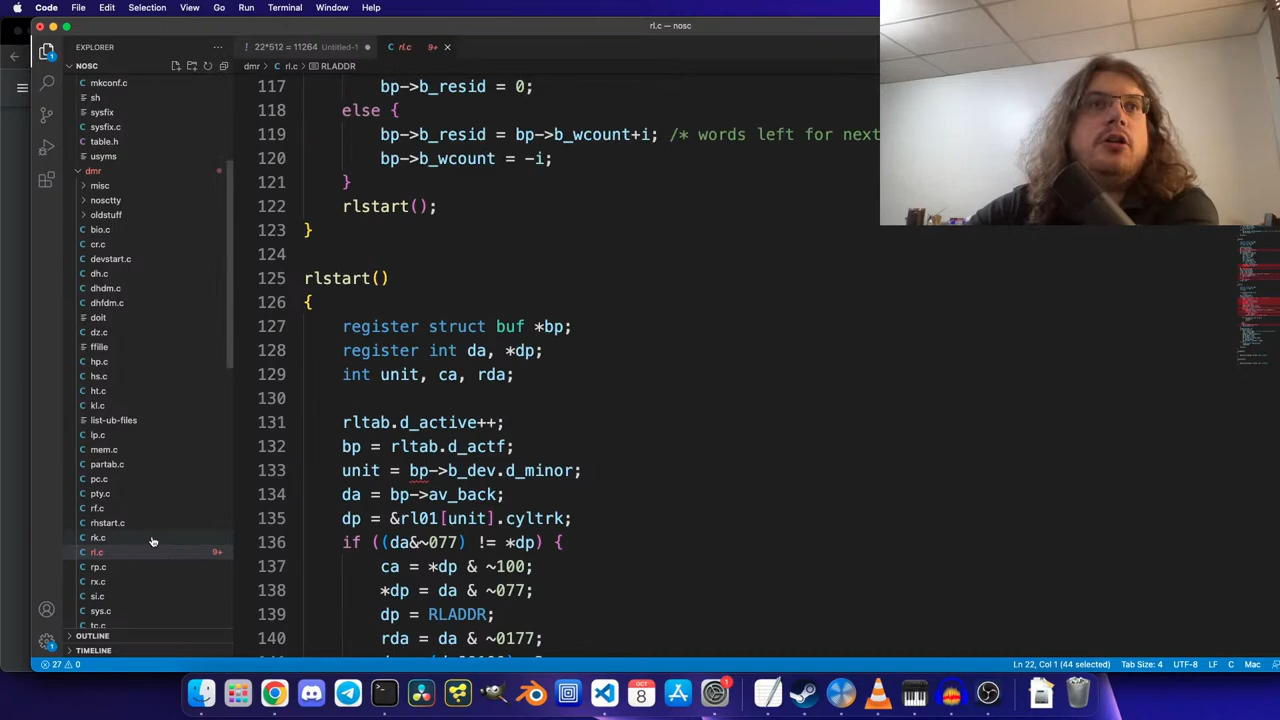 Code File Edit Selection View Go Run Terminal Window Help
rl.c — nosc
EXPLORER
22*512 = 11264 Untitled-1
rl.c 9+
NOSC
dmr rl.c RLADDR
mkconf.c
sh
sysfix
sysfix.c
table.h
usyms
dmr
misc
nosctty
oldstuff
bio.c
cr.c
devstart.c
dh.c
dhdm.c
dhfdm.c
doit
dz.c
ffille
hp.c
hs.c
ht.c
kl.c
list-ub-files
lp.c
mem.c
partab.c
pc.c
pty.c
rf.c
rhstart.c
rk.c
rl.c 9+
rp.c
rx.c
si.c
sys.c
tc.c
OUTLINE
TIMELINE
117 bp->b_resid = 0;
118 else {
119 bp->b_resid = bp->b_wcount+i; /* words left for next
120 bp->b_wcount = -i;
121 }
122 rlstart();
123 }
124
125 rlstart()
126 {
127 register struct buf *bp;
128 register int da, *dp;
129 int unit, ca, rda;
130
131 rltab.d_active++;
132 bp = rltab.d_actf;
133 unit = bp->b_dev.d_minor;
134 da = bp->av_back;
135 dp = &rl01[unit].cyltrk;
136 if ((da&~077) != *dp) {
137 ca = *dp & ~100;
138 *dp = da & ~077;
139 dp = RLADDR;
140 rda = da & ~0177;
27 0
Ln 22, Col 1 (44 selected) Tab Size: 4 UTF-8 LF C Mac
OCT
8